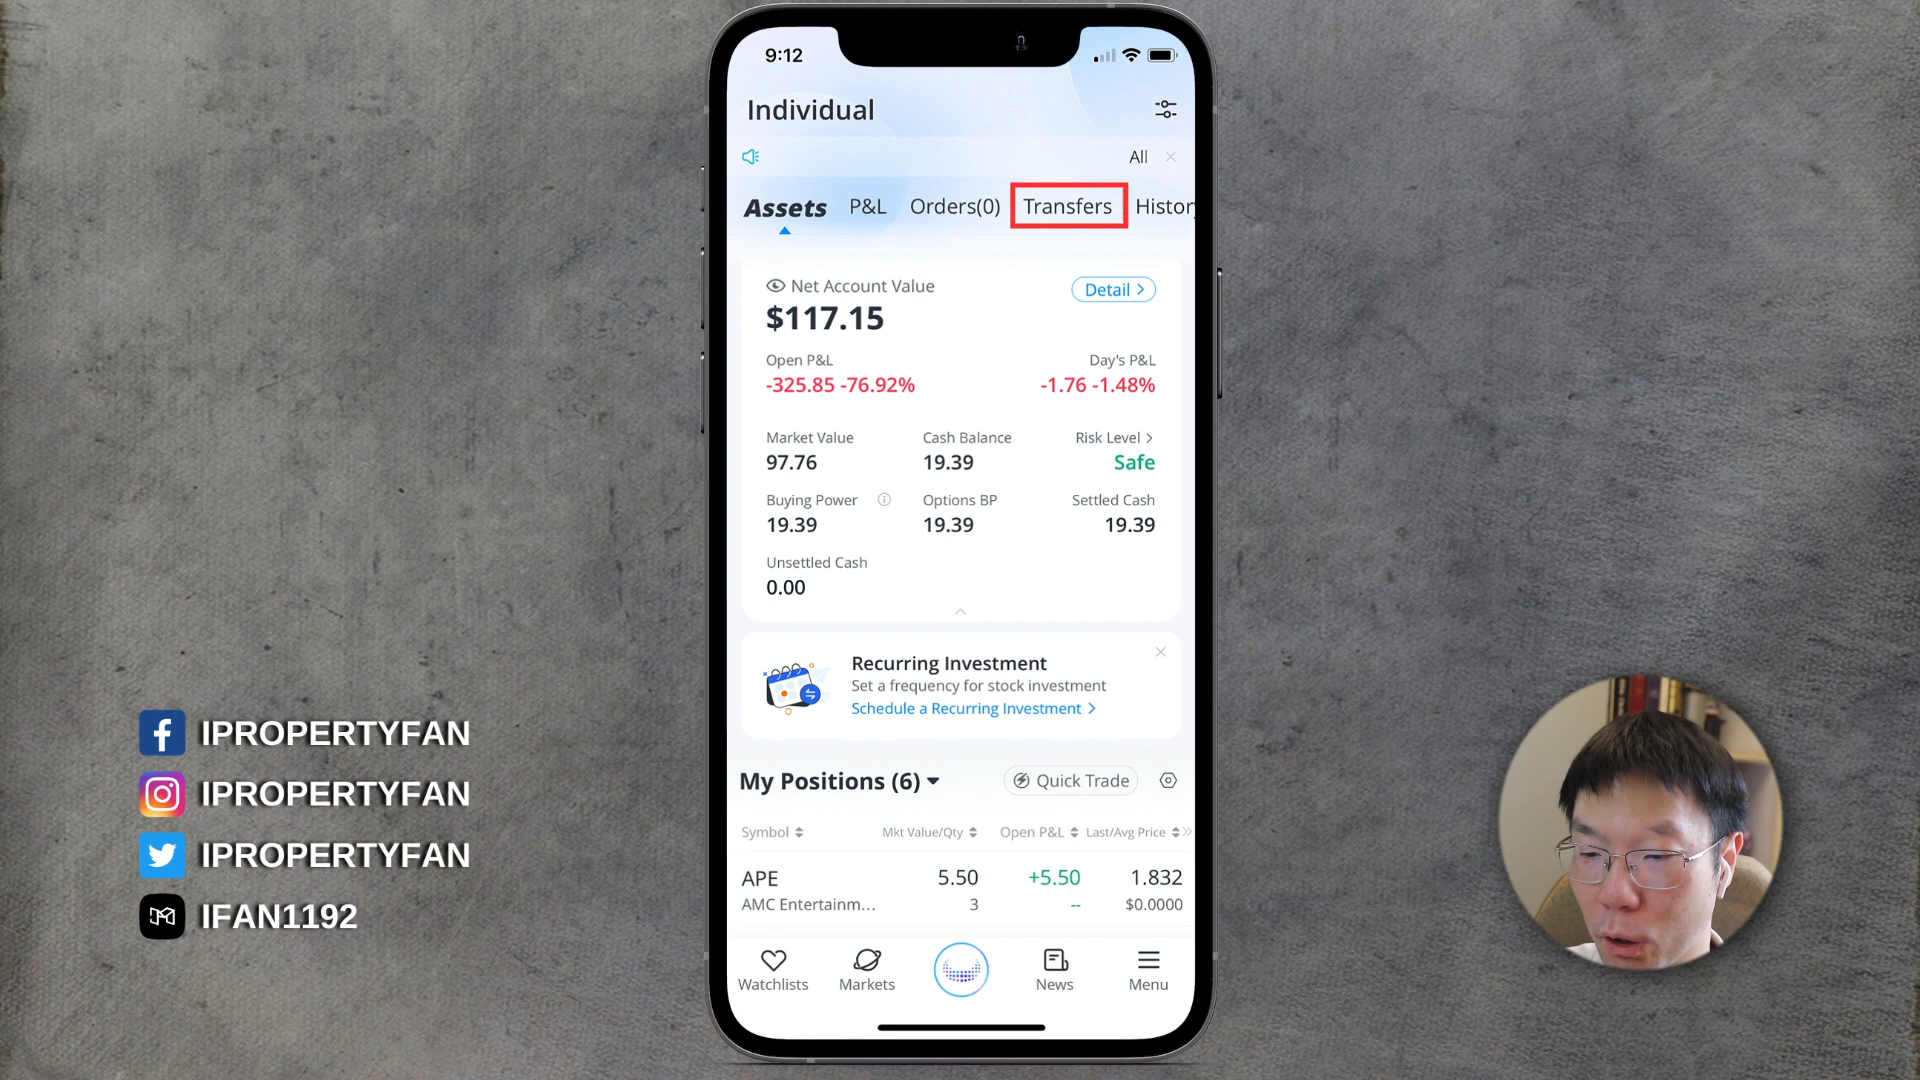 9:12
Individual
All
Assets P&L Orders(0) Transfers History
Net Account Value
Detail >
$117.15
Open P&L Day's P&L
-325.85 -76.92% -1.76 -1.48%
Market Value Cash Balance Risk Level >
97.76 19.39 Safe
Buying Power Options BP Settled Cash
19.39 19.39 19.39
Unsettled Cash
0.00
Recurring Investment
Set a frequency for stock investment
Schedule a Recurring Investment >
My Positions (6) Quick Trade
Symbol Mkt Value/Qty Open P&L Last/Avg Price
APE 5.50 +5.50 1.832
AMC Entertainm... 3 -- $0.0000
Watchlists Markets News Menu
IPROPERTYFAN
IPROPERTYFAN
IPROPERTYFAN
IFAN1192